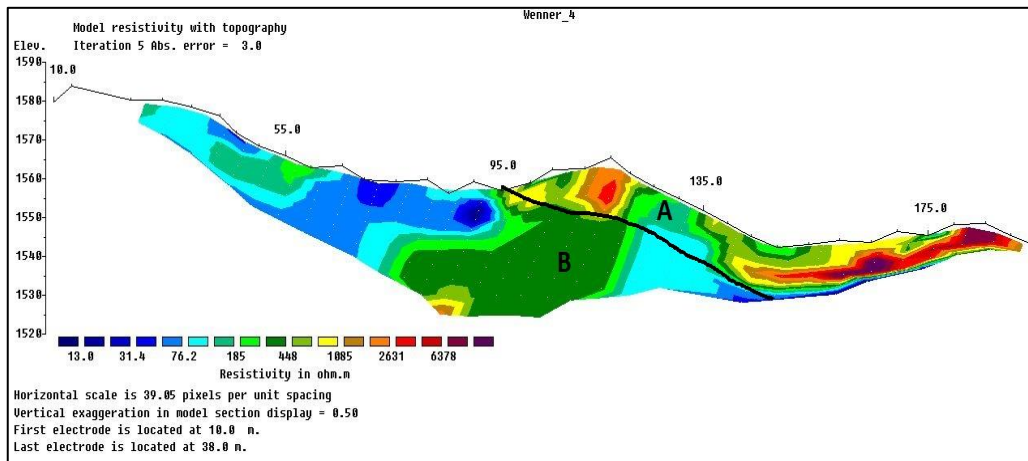 Wenner_4
Model resistivity with topography
Elev. Iteration 5 Abs. error = 3.0
1590
10.0
1580
55.0
1570
95.0
1560
135.0
A
175.0
1550
B
1540
1530
1520
13.0 31.4 76.2 185 448 1085 2631 6378
Resistivity in ohm.m
Horizontal scale is 39.05 pixels per unit spacing
Vertical exaggeration in model section display = 0.50
First electrode is located at 10.0 m.
Last electrode is located at 38.0 m.